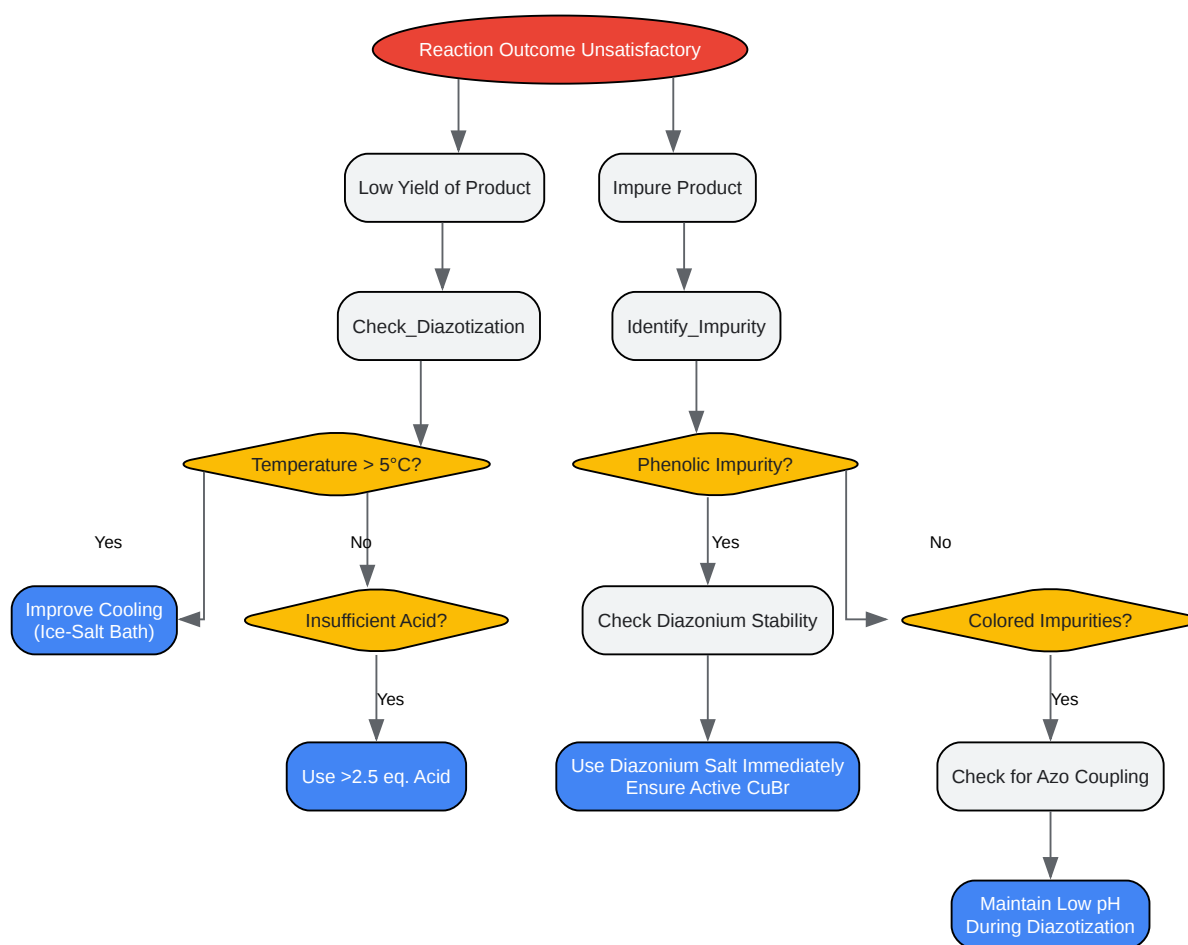 Reaction Outcome Unsatisfactory
Low Yield of Product
Impure Product
Check_Diazotization
Identify_Impurity
Temperature > 5°C?
Phenolic Impurity?
Yes
No
Yes
No
Improve Cooling
(Ice-Salt Bath)
Insufficient Acid?
Check Diazonium Stability
Colored Impurities?
Yes
Yes
Use >2.5 eq. Acid
Use Diazonium Salt Immediately
Ensure Active CuBr
Check for Azo Coupling
Maintain Low pH
During Diazotization